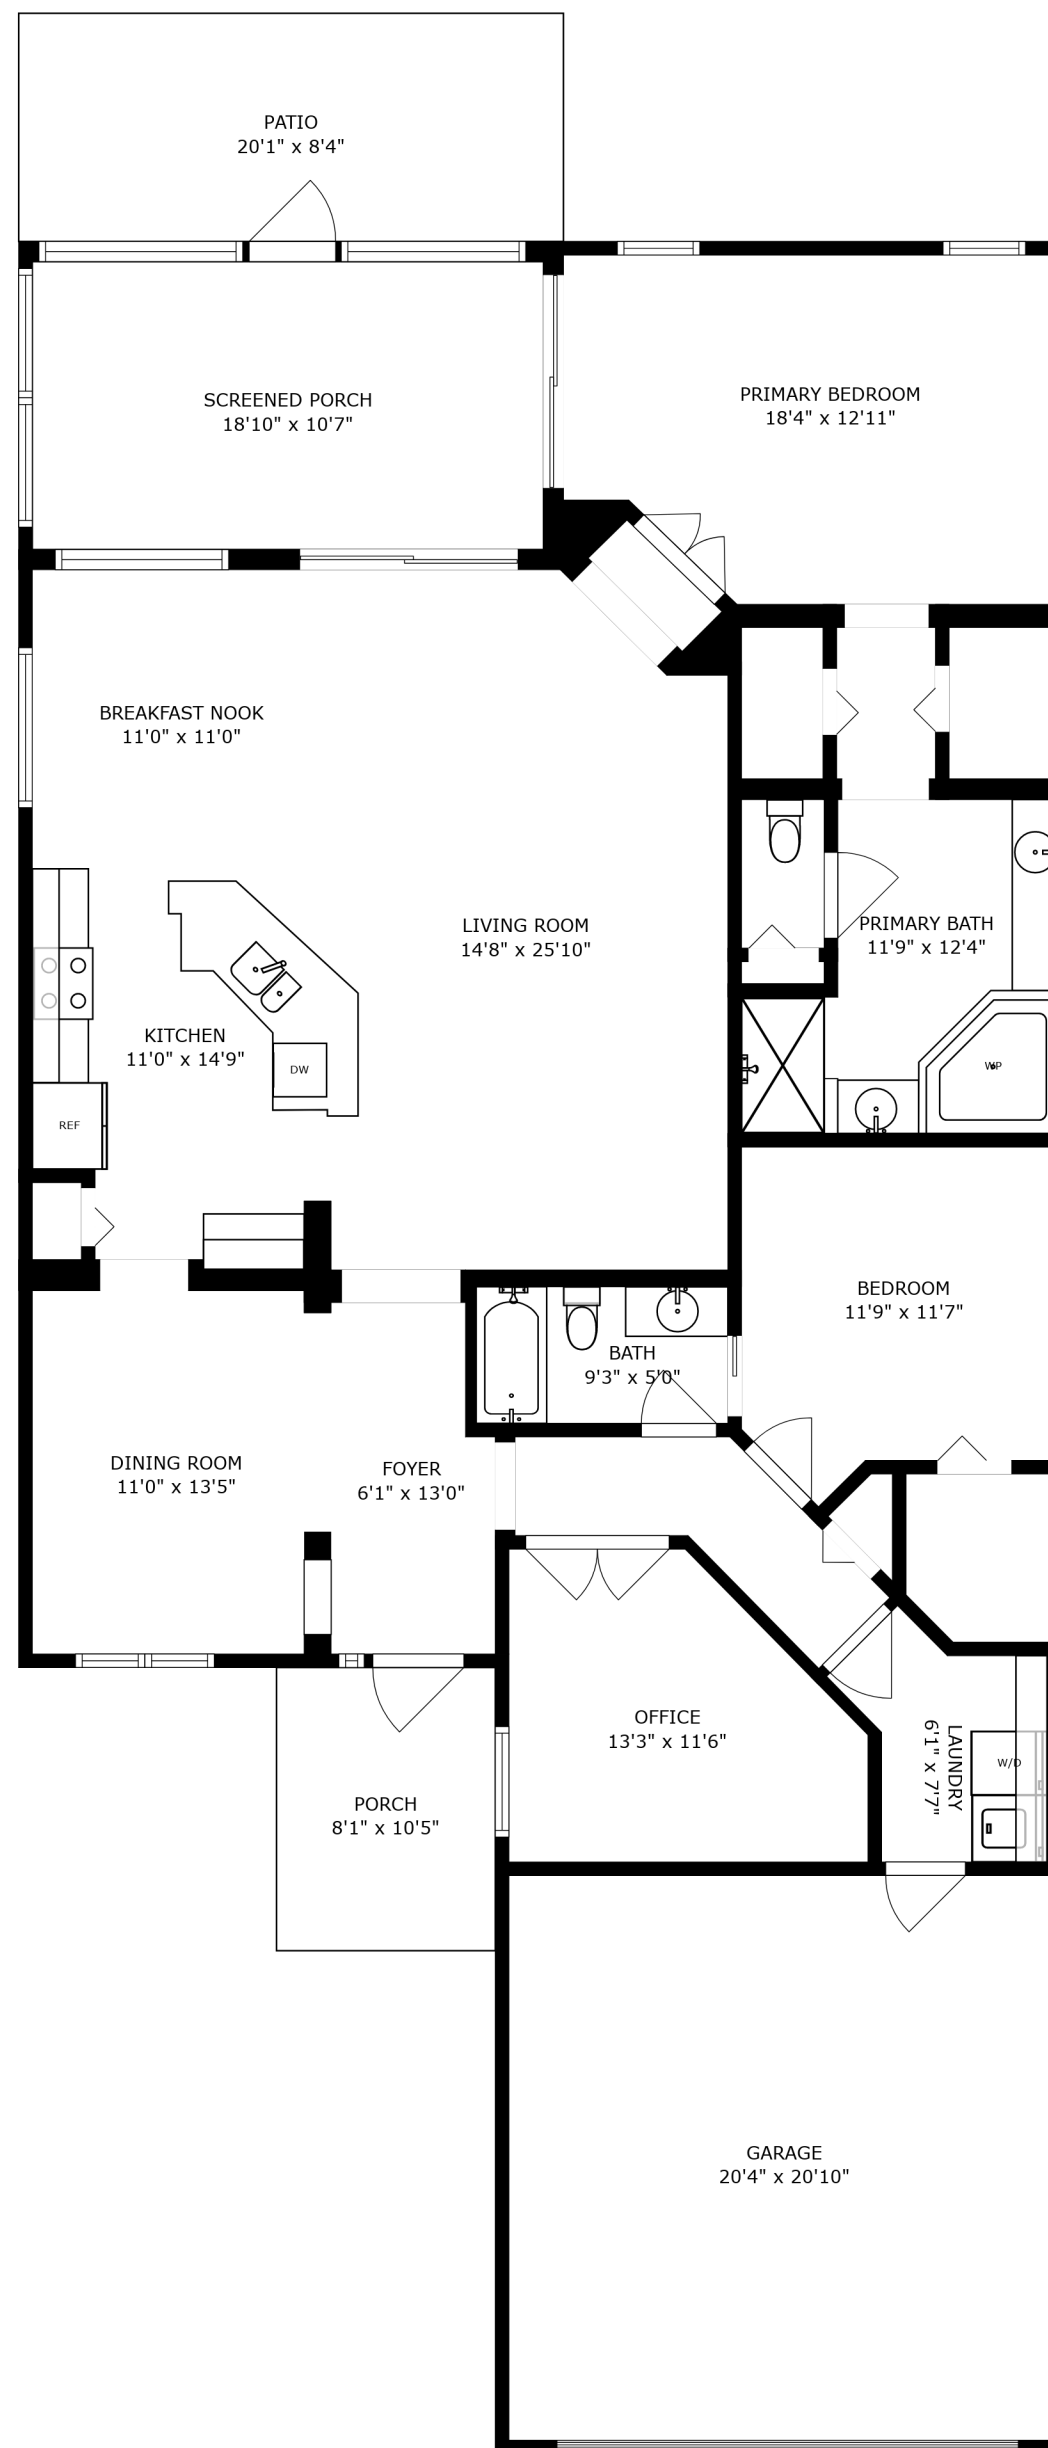 PATIO
20'1" x 8'4"
SCREENED PORCH
18'10" x 10'7"
PRIMARY BEDROOM
18'4" x 12'11"
BREAKFAST NOOK
11'0" x 11'0"
LIVING ROOM
14'8" x 25'10"
PRIMARY BATH
11'9" x 12'4"
KITCHEN
11'0" x 14'9"
DW
WP
REF
BEDROOM
11'9" x 11'7"
BATH
9'3" x 5'0"
DINING ROOM
11'0" x 13'5"
FOYER
6'1" x 13'0"
OFFICE
13'3" x 11'6"
LAUNDRY
6'1" x 7'7"
W/D
PORCH
8'1" x 10'5"
GARAGE
20'4" x 20'10"